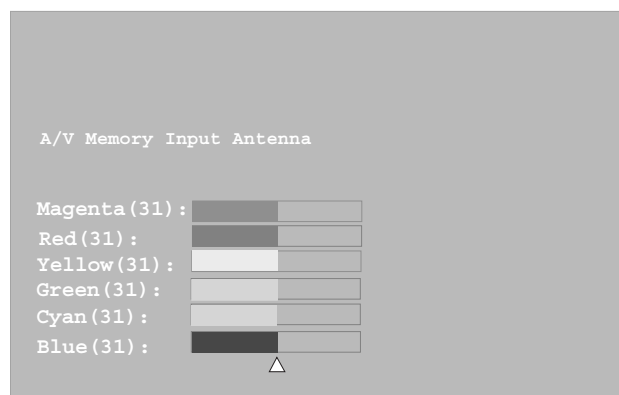 A/V Memory Input Antenna
Magenta(31):
Red(31):
Yellow(31):
Green(31):
Cyan(31):
Blue(31):